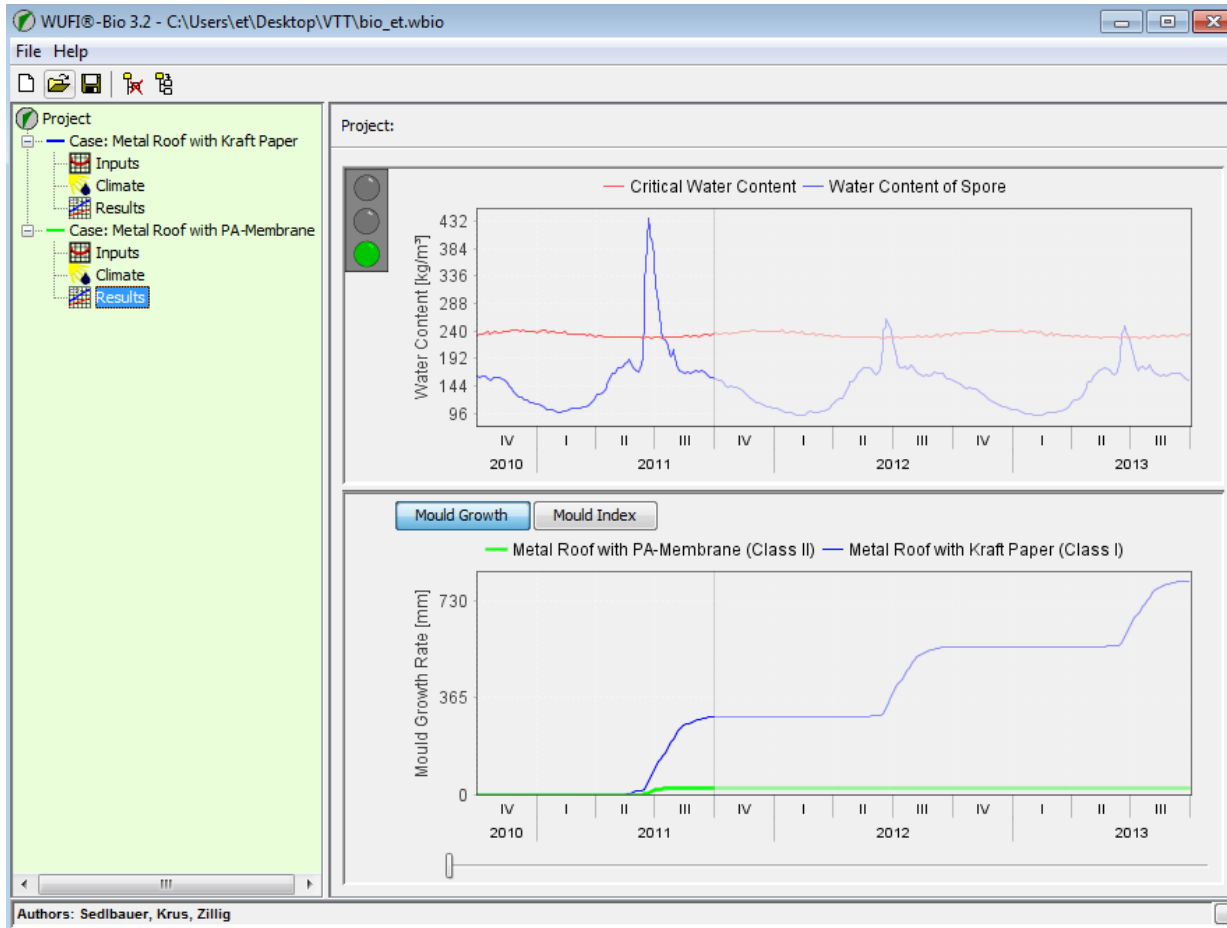 WUFI®-Bio 3.2 - C:\Users\et\Desktop\VTT\bio_et.wbio
File Help
Project
Case: Metal Roof with Kraft Paper
Inputs
Climate
Results
Case: Metal Roof with PA-Membrane
Inputs
Climate
Results
Project:
Critical Water Content Water Content of Spore
Water Content [kg/m³]
432
384
336
288
240
192
144
96
IV I II III IV I II III IV I II III
2010 2011 2012 2013
Mould Growth Mould Index
Metal Roof with PA-Membrane (Class II) Metal Roof with Kraft Paper (Class I)
Mould Growth Rate [mm]
730
365
0
IV I II III IV I II III IV I II III
2010 2011 2012 2013
Authors: Sedlbauer, Krus, Zillig